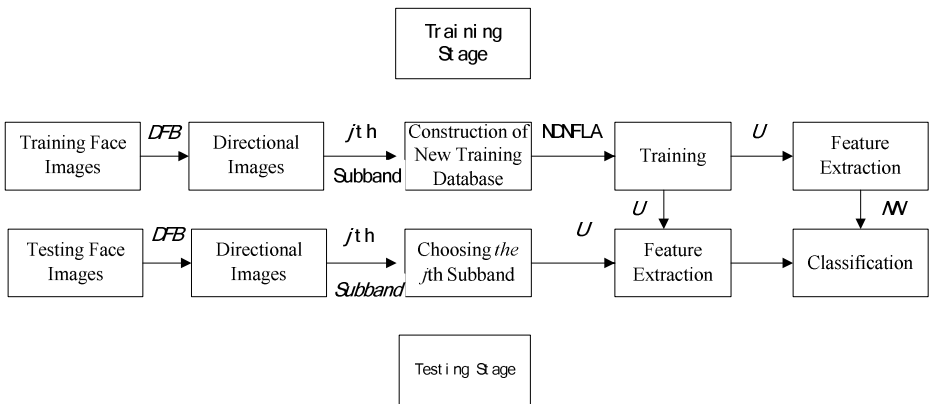 Training
Stage
Training Face
Images
DFB
Directional
Images
jth
Subband
Construction of
New Training
Database
NDNFLA
Training
U
Feature
Extraction
U
NN
Testing Face
Images
DFB
Directional
Images
jth
Subband
Choosing the
jth Subband
U
Feature
Extraction
Classification
Testing Stage